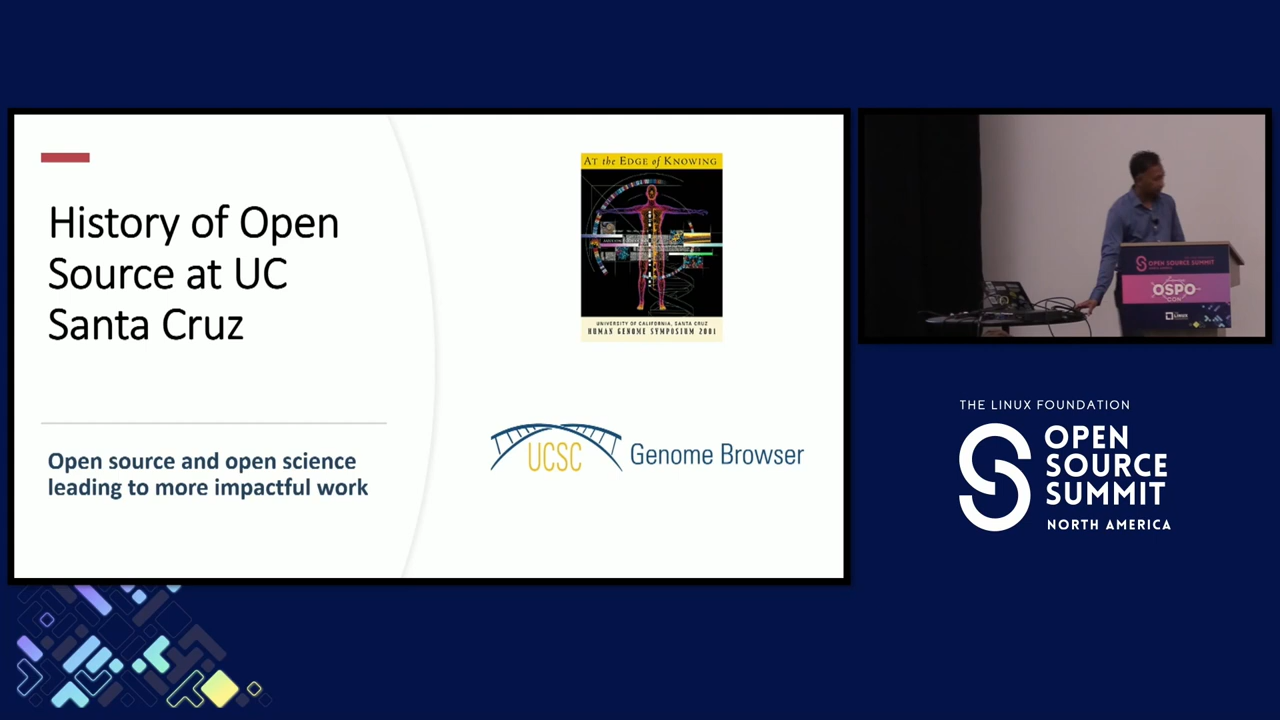 History of Open
Source at UC
Santa Cruz
Open source and open science
leading to more impactful work
AT the EDGE of KNOWING
UNIVERSITY OF CALIFORNIA, SANTA CRUZ
HUMAN GENOME SYMPOSIUM 2001
UCSC Genome Browser
OPEN SOURCE SUMMIT
OSPO
CON
LINUX
THE LINUX FOUNDATION
OPEN
SOURCE
SUMMIT
NORTH AMERICA